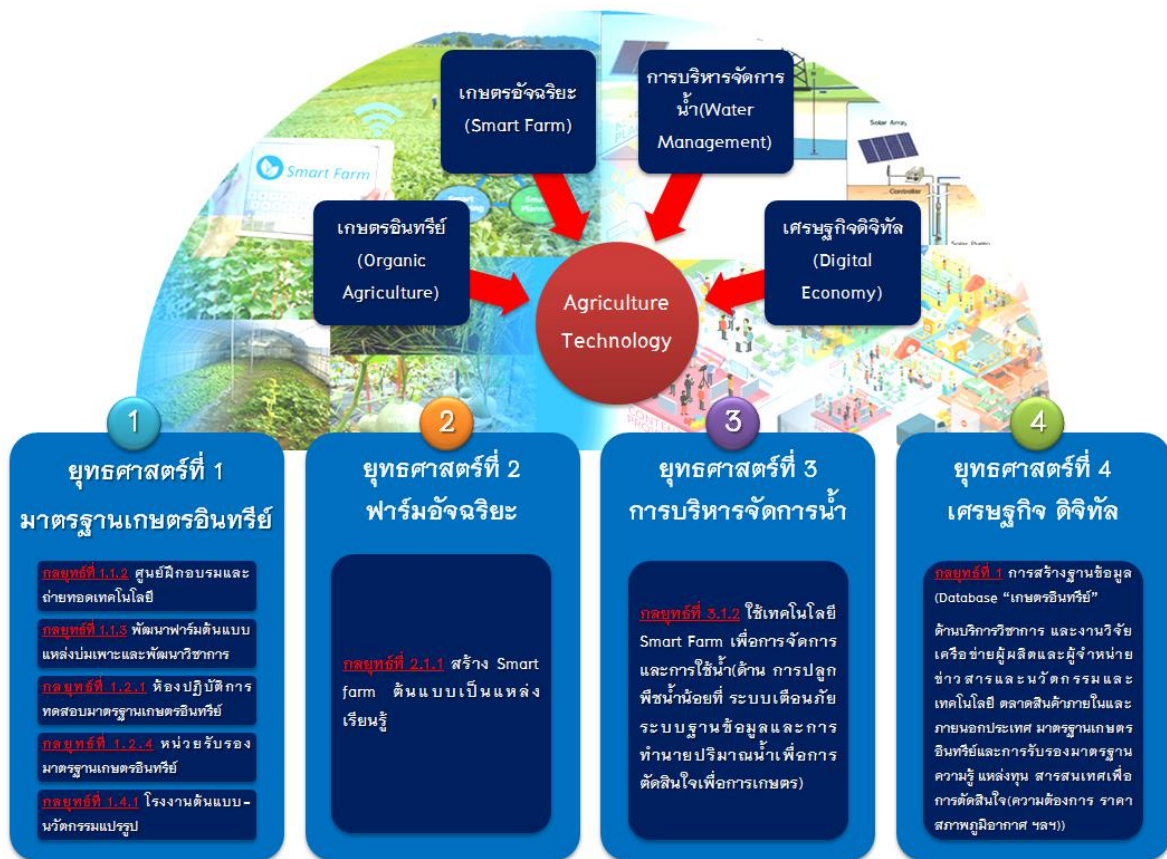 เกษตรอัจฉริยะ
(Smart Farm)
การบริหารจัดการ
น้ำ(Water
Management)
Solar Array
Controller
Smart Farm
เกษตรอินทรีย์
(Organic
Agriculture)
เศรษฐกิจดิจิทัล
(Digital
Economy)
Agriculture
Technology
1
ยุทธศาสตร์ที่ 1
มาตรฐานเกษตรอินทรีย์
กลยุทธ์ที่ 1.1.2 ศูนย์ฝึกอบรมและ
ถ่ายทอดเทคโนโลยี
กลยุทธ์ที่ 1.1.3 พัฒนาฟาร์มต้นแบบ
แหล่งบ่มเพาะและพัฒนาวิชาการ
กลยุทธ์ที่ 1.2.1 ห้องปฏิบัติการ
ทดสอบมาตรฐานเกษตรอินทรีย์
กลยุทธ์ที่ 1.2.4 หน่วยรับรอง
มาตรฐานเกษตรอินทรีย์
กลยุทธ์ที่ 1.4.1 โรงงานต้นแบบ-
นวัตกรรมแปรรูป
2
ยุทธศาสตร์ที่ 2
ฟาร์มอัจฉริยะ
กลยุทธ์ที่ 2.1.1 สร้าง Smart
farm ต้นแบบเป็นแหล่ง
เรียนรู้
3
ยุทธศาสตร์ที่ 3
การบริหารจัดการน้ำ
กลยุทธ์ที่ 3.1.2 ใช้เทคโนโลยี
Smart Farm เพื่อการจัดการ
และการใช้น้ำ(ด้าน การปลูก
พืชน้ำน้อยที่ ระบบเตือนภัย
ระบบฐานข้อมูลและการ
ทำนายปริมาณน้ำเพื่อการ
ตัดสินใจเพื่อการเกษตร)
4
ยุทธศาสตร์ที่ 4
เศรษฐกิจ ดิจิทัล
กลยุทธ์ที่ 1 การสร้างฐานข้อมูล
(Database “เกษตรอินทรีย์”
ด้านบริการวิชาการ และงานวิจัย
เครือข่ายผู้ผลิตและผู้จำหน่าย
ข่าวสารและนวัตกรรมและ
เทคโนโลยี ตลาดสินค้าภายในและ
ภายนอกประเทศ มาตรฐานเกษตร
อินทรีย์และการรับรองมาตรฐาน
ความรู้ แหล่งทุน สารสนเทศเพื่อ
การตัดสินใจ(ความต้องการ ราคา
สภาพภูมิอากาศ ฯลฯ))